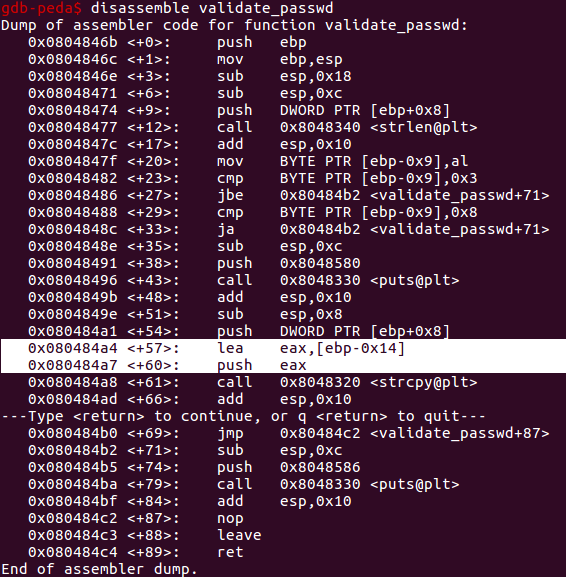 gdb-peda$ disassemble validate_passwd
Dump of assembler code for function validate_passwd:
   0x0804846b <+0>:	push   ebp
   0x0804846c <+1>:	mov    ebp,esp
   0x0804846e <+3>:	sub    esp,0x18
   0x08048471 <+6>:	sub    esp,0xc
   0x08048474 <+9>:	push   DWORD PTR [ebp+0x8]
   0x08048477 <+12>:	call   0x8048340 <strlen@plt>
   0x0804847c <+17>:	add    esp,0x10
   0x0804847f <+20>:	mov    BYTE PTR [ebp-0x9],al
   0x08048482 <+23>:	cmp    BYTE PTR [ebp-0x9],0x3
   0x08048486 <+27>:	jbe    0x80484b2 <validate_passwd+71>
   0x08048488 <+29>:	cmp    BYTE PTR [ebp-0x9],0x8
   0x0804848c <+33>:	ja     0x80484b2 <validate_passwd+71>
   0x0804848e <+35>:	sub    esp,0xc
   0x08048491 <+38>:	push   0x8048580
   0x08048496 <+43>:	call   0x8048330 <puts@plt>
   0x0804849b <+48>:	add    esp,0x10
   0x0804849e <+51>:	sub    esp,0x8
   0x080484a1 <+54>:	push   DWORD PTR [ebp+0x8]
   0x080484a4 <+57>:	lea    eax,[ebp-0x14]
   0x080484a7 <+60>:	push   eax
   0x080484a8 <+61>:	call   0x8048320 <strcpy@plt>
   0x080484ad <+66>:	add    esp,0x10
---Type <return> to continue, or q <return> to quit---
   0x080484b0 <+69>:	jmp    0x80484c2 <validate_passwd+87>
   0x080484b2 <+71>:	sub    esp,0xc
   0x080484b5 <+74>:	push   0x8048586
   0x080484ba <+79>:	call   0x8048330 <puts@plt>
   0x080484bf <+84>:	add    esp,0x10
   0x080484c2 <+87>:	nop
   0x080484c3 <+88>:	leave
   0x080484c4 <+89>:	ret
End of assembler dump.